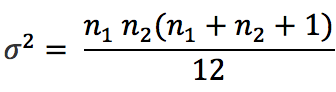 σ² = n₁ n₂(n₁ + n₂ + 1) / 12